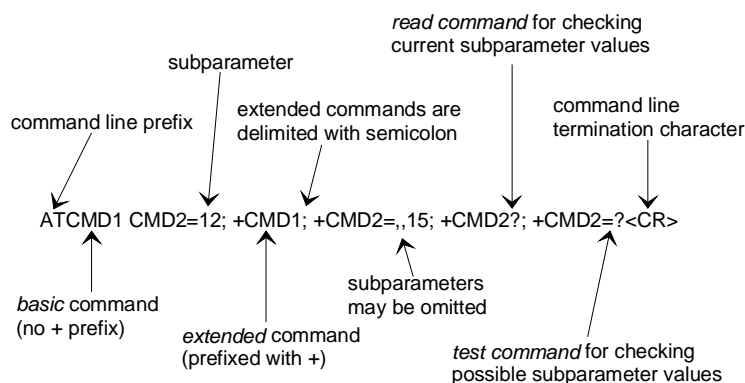 read command for checking
current subparameter values
subparameter
extended commands are
delimited with semicolon
command line
termination character
command line prefix
ATCMD1 CMD2=12; +CMD1; +CMD2=,,15; +CMD2?; +CMD2=?<CR>
basic command
(no + prefix)
extended command
(prefixed with +)
subparameters
may be omitted
test command for checking
possible subparameter values